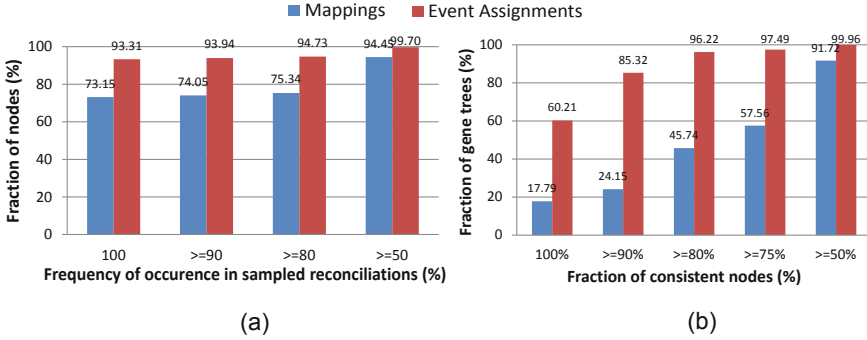 Mappings Event Assignments
Fraction of nodes (%)
100
80
60
40
20
0
73.15 93.31 74.05 93.94 75.34 94.73 94.45 99.70
100 >=90 >=80 >=50
Frequency of occurence in sampled reconciliations (%)
(a)
Fraction of gene trees (%)
100
80
60
40
20
0
17.79 60.21 24.15 85.32 45.74 96.22 57.56 97.49 91.72 99.96
100% >=90% >=80% >=75% >=50%
Fraction of consistent nodes (%)
(b)